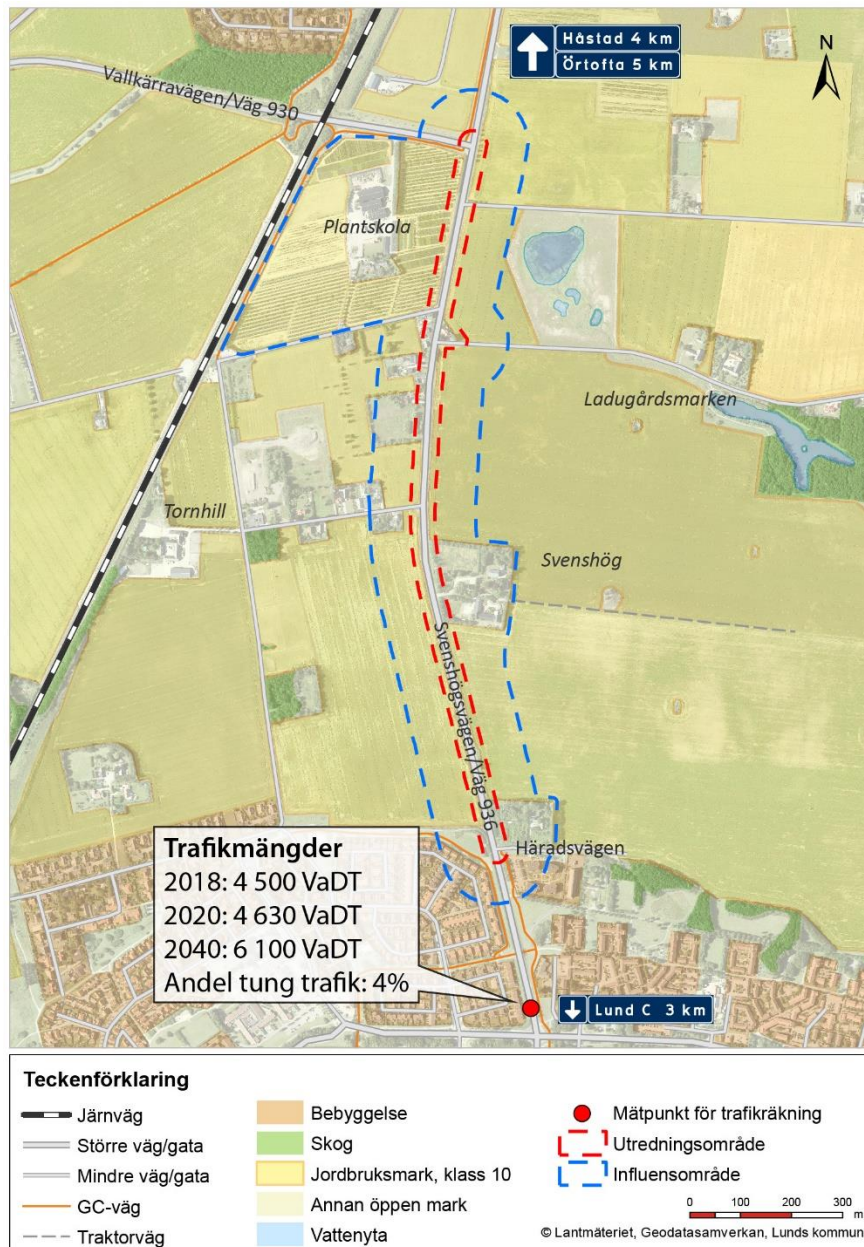 Håstad 4 km
Örtofta 5 km
N
Vallkärravägen/Väg 930
Plantskola
Ladugårdsmarken
Tornhill
Svenshög
Svenshögsvägen/Väg 936
Häradsvägen
Trafikmängder
2018: 4 500 VaDT
2020: 4 630 VaDT
2040: 6 100 VaDT
Andel tung trafik: 4%
Lund C 3 km
Teckenförklaring
Järnväg
Större väg/gata
Mindre väg/gata
GC-väg
Traktorväg
Bebyggelse
Skog
Jordbruksmark, klass 10
Annan öppen mark
Vattenyta
Mätpunkt för trafikräkning
Utredningsområde
Influensområde
0 100 200 300
m
© Lantmäteriet, Geodatasamverkan, Lunds kommun